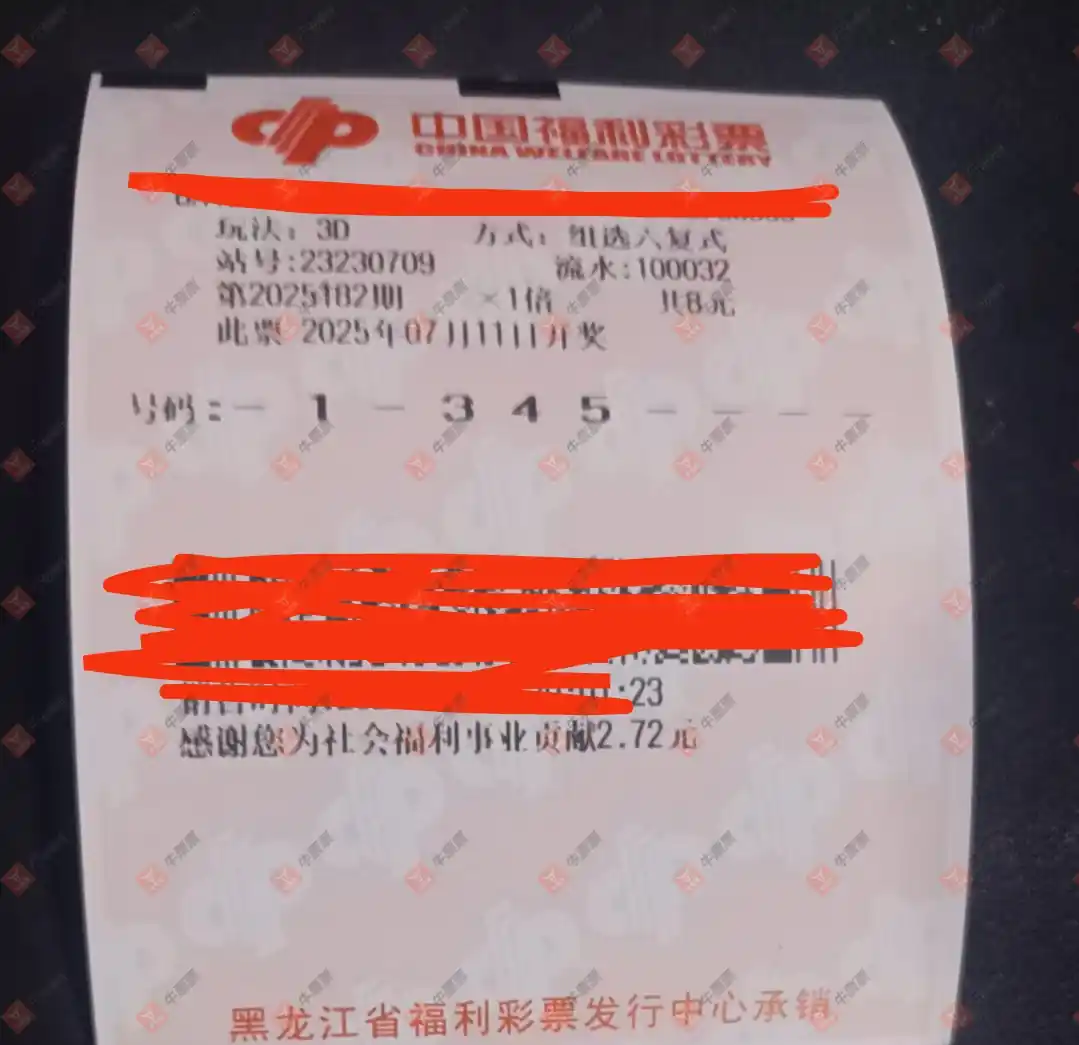 中国福利彩票
CHINA WELFARE LOTTERY
玩法：3D 方式：组选六复式
站号:23230709 流水:100032
第2025182期 ×1倍 共8元
此票 2025年07月11日开奖
号码：－ 1 － 3 4 5 － － － －
:23
感谢您为社会福利事业贡献2.72元
黑龙江省福利彩票发行中心承销
牛彩票